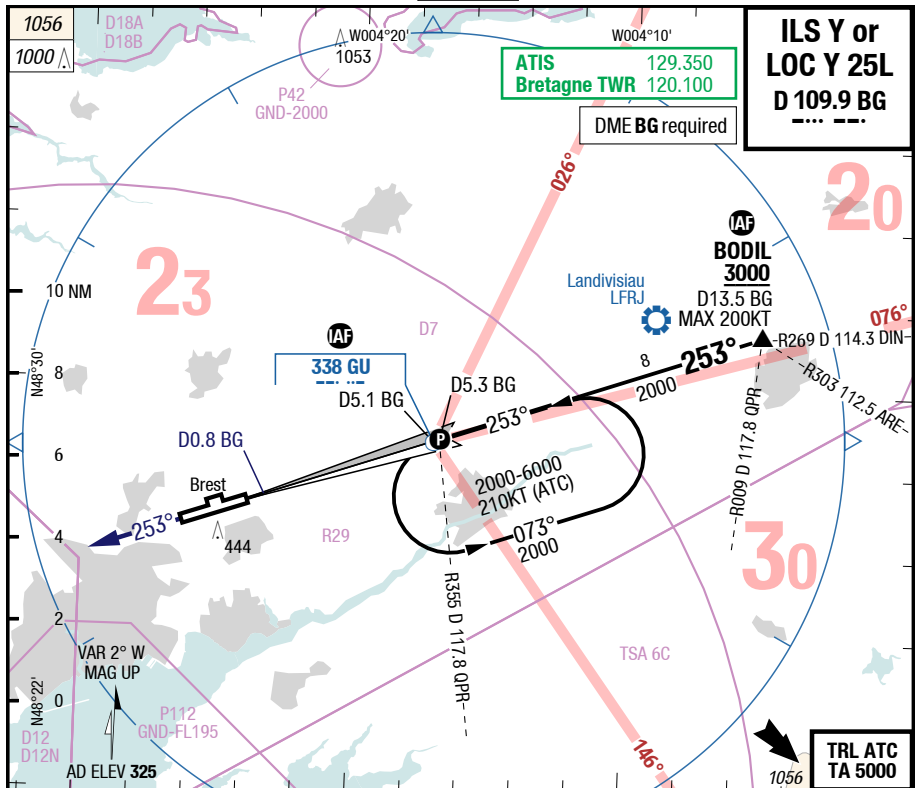 1056
1000
D18A
D18B
W004°20'
1053
W004°10'
P42
GND-2000
ATIS 129.350
Bretagne TWR 120.100
DME BG required
ILS Y or
LOC Y 25L
D 109.9 BG
–··· ––·
026°
20
23
IAF
BODIL
3000
D13.5 BG
MAX 200KT
Landivisiau
LFRJ
076°
10 NM
D7
R269 D 114.3 DIN
IAF
338 GU
––· ··–
N48°30'
8
8
253°
2000
R303 112.5 ARE
D5.1 BG
D5.3 BG
253°
P
D0.8 BG
6
Brest
2000-6000
210KT (ATC)
R009 D 117.8 QPR
4
253°
444
R29
073°
2000
30
R355 D 117.8 QPR
2
VAR 2° W
MAG UP
TSA 6C
N48°22'
0
P112
GND-FL195
D12
D12N
146°
AD ELEV 325
1056
TRL ATC
TA 5000